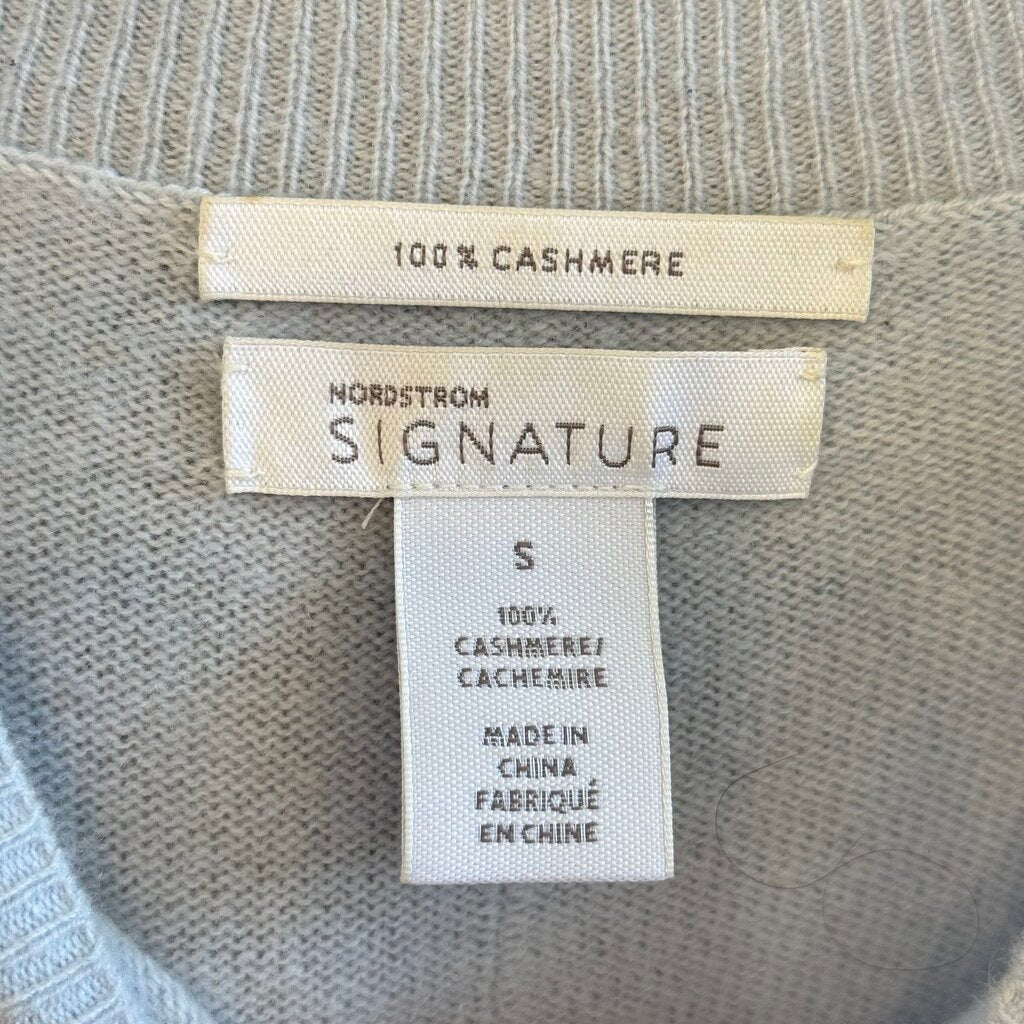 100% CASHMERE
NORDSTROM
SIGNATURE
S
100%
CASHMERE/
CACHEMIRE
MADE IN
CHINA
FABRIQUÉ
EN CHINE